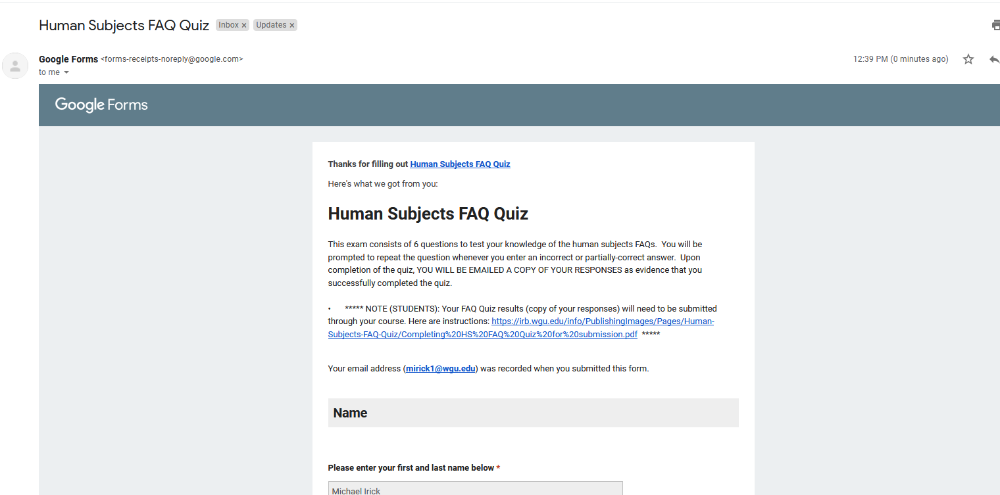 Human Subjects FAQ Quiz Inbox × Updates ×
Google Forms <forms-receipts-noreply@google.com> 12:39 PM (0 minutes ago)
to me
Google Forms
Thanks for filling out Human Subjects FAQ Quiz
Here's what we got from you:
Human Subjects FAQ Quiz
This exam consists of 6 questions to test your knowledge of the human subjects FAQs. You will be
prompted to repeat the question whenever you enter an incorrect or partially-correct answer. Upon
completion of the quiz, YOU WILL BE EMAILED A COPY OF YOUR RESPONSES as evidence that you
successfully completed the quiz.
• ***** NOTE (STUDENTS): Your FAQ Quiz results (copy of your responses) will need to be submitted
through your course. Here are instructions: https://irb.wgu.edu/info/PublishingImages/Pages/Human-
Subjects-FAQ-Quiz/Completing%20HS%20FAQ%20Quiz%20for%20submission.pdf *****
Your email address (mirick1@wgu.edu) was recorded when you submitted this form.
Name
Please enter your first and last name below *
Michael Irick